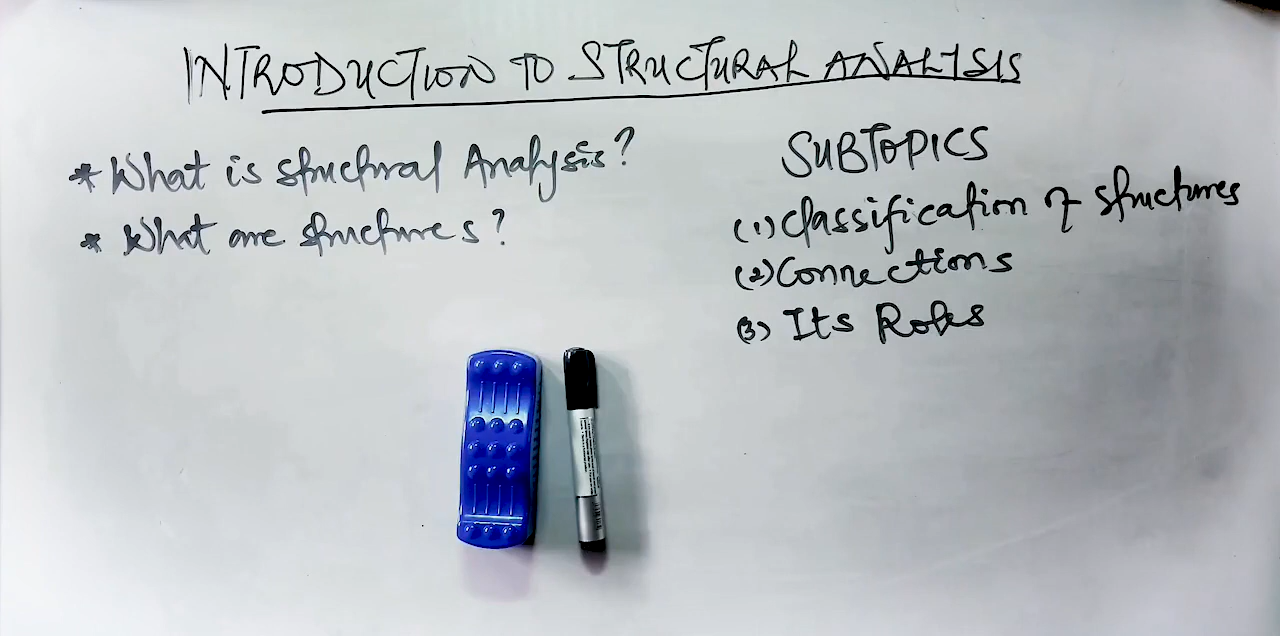 INTRODUCTION TO STRUCTURAL ANALYSIS
* What is structural Analysis?
* What are structures?
SUBTOPICS
(1) Classification of structures
(2) Connections
(3) Its Roles